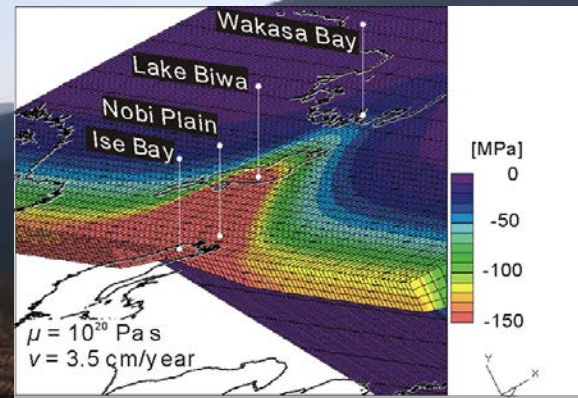 Wakasa Bay
Lake Biwa
Nobi Plain
Ise Bay
[MPa]
0
-50
-100
-150
μ = 10²⁰ Pa s
v = 3.5 cm/year
Y
X